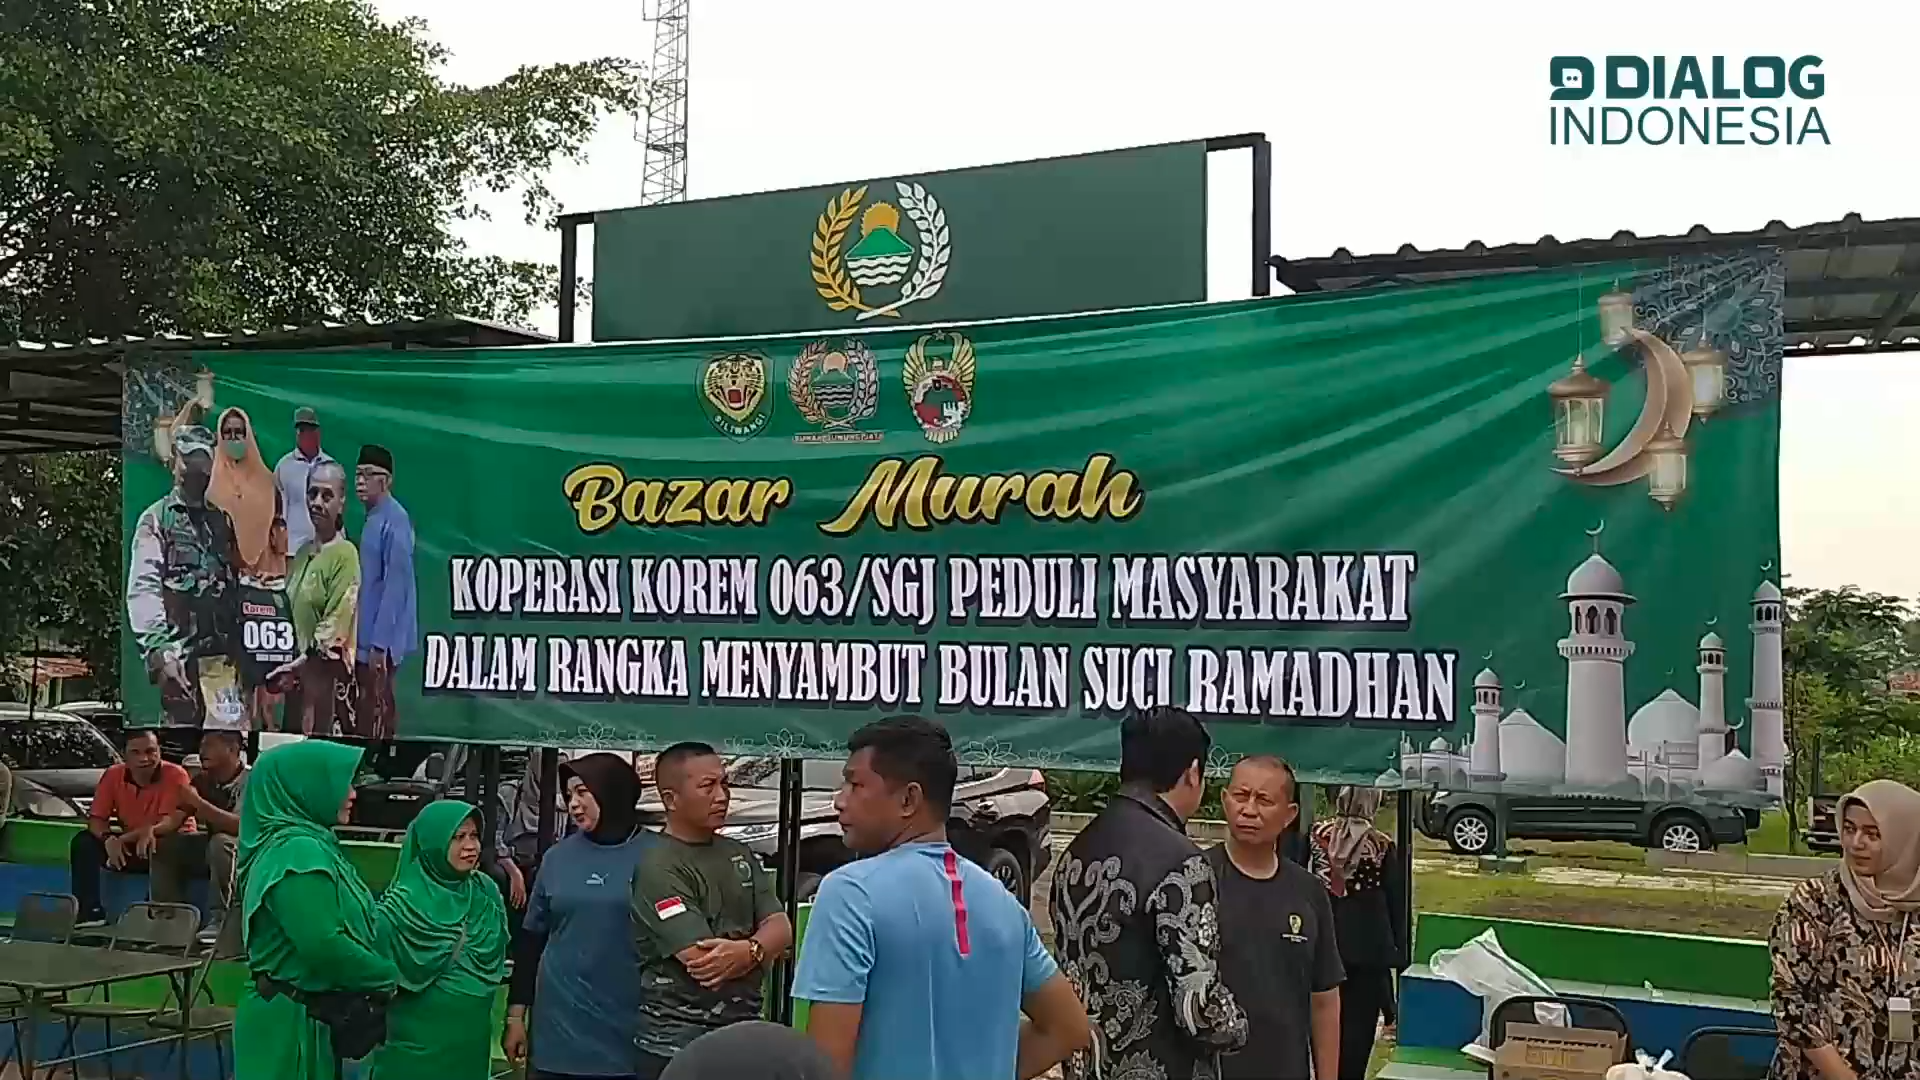 DIALOG
INDONESIA
SILIWANGI
Bazar Murah
KOPERASI KOREM 063/SGJ PEDULI MASYARAKAT
DALAM RANGKA MENYAMBUT BULAN SUCI RAMADHAN
Korem
063